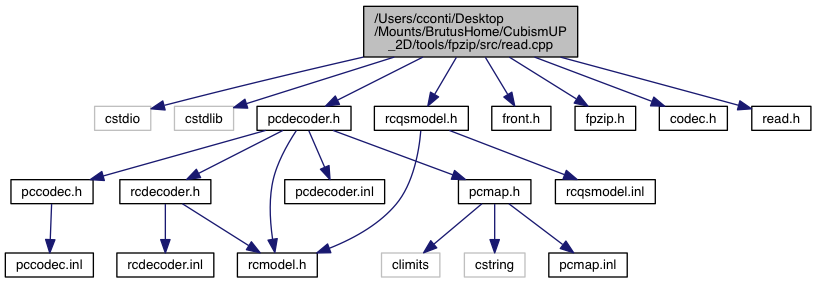 /Users/cconti/Desktop
/Mounts/BrutusHome/CubismUP
_2D/tools/fpzip/src/read.cpp
cstdio
cstdlib
pcdecoder.h
rcqsmodel.h
front.h
fpzip.h
codec.h
read.h
pccodec.h
rcdecoder.h
pcdecoder.inl
pcmap.h
rcqsmodel.inl
pccodec.inl
rcdecoder.inl
rcmodel.h
climits
cstring
pcmap.inl